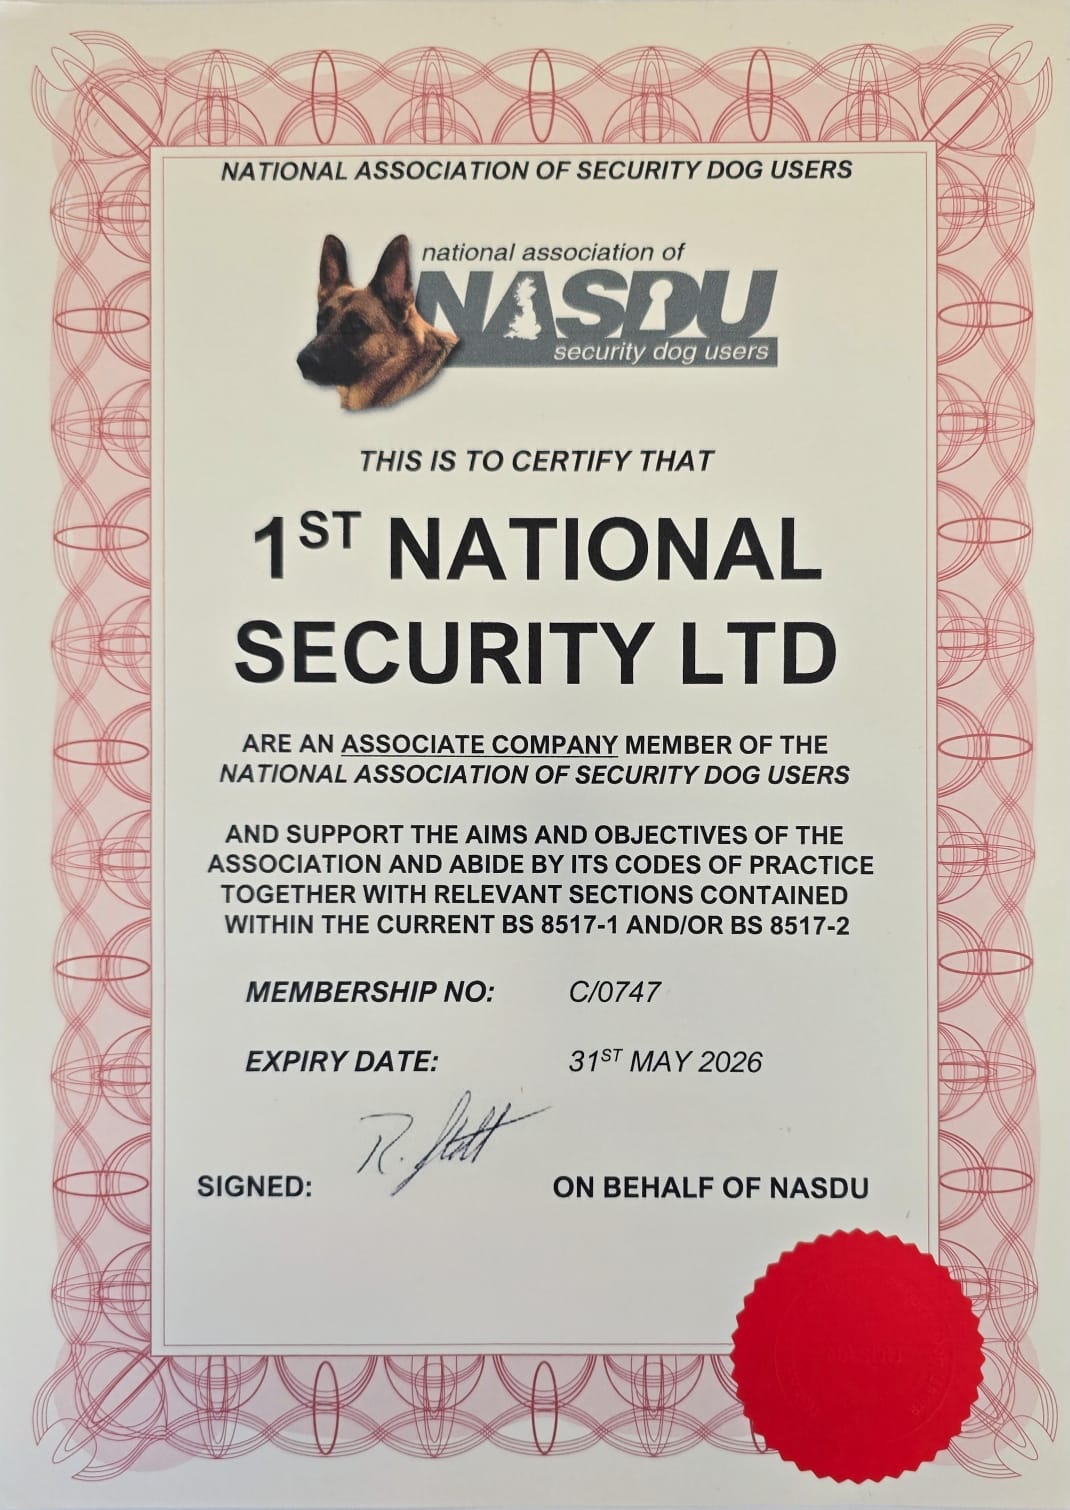 NATIONAL ASSOCIATION OF SECURITY DOG USERS
national association of
NASDU
security dog users
THIS IS TO CERTIFY THAT
1ST NATIONAL
SECURITY LTD
ARE AN ASSOCIATE COMPANY MEMBER OF THE
NATIONAL ASSOCIATION OF SECURITY DOG USERS
AND SUPPORT THE AIMS AND OBJECTIVES OF THE
ASSOCIATION AND ABIDE BY ITS CODES OF PRACTICE
TOGETHER WITH RELEVANT SECTIONS CONTAINED
WITHIN THE CURRENT BS 8517-1 AND/OR BS 8517-2
MEMBERSHIP NO: C/0747
EXPIRY DATE: 31ST MAY 2026
SIGNED: ON BEHALF OF NASDU